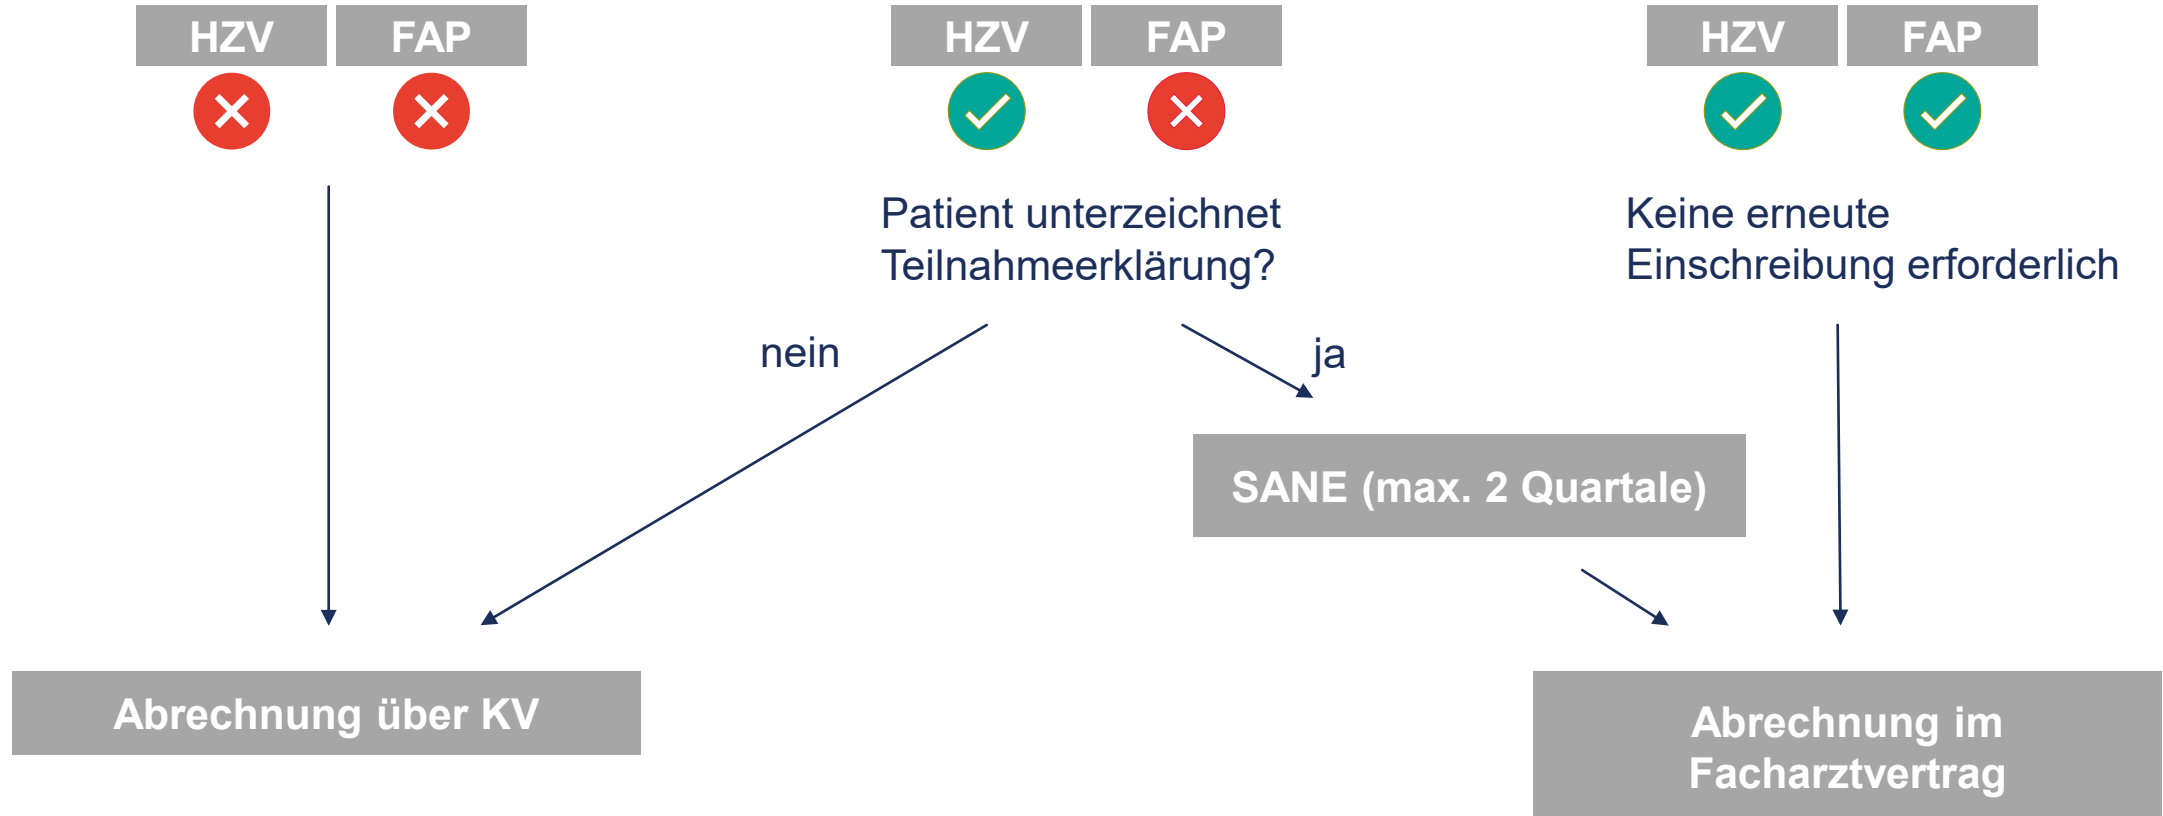 HZV FAP
HZV FAP
HZV FAP
Patient unterzeichnet
Teilnahmeerklärung?
Keine erneute
Einschreibung erforderlich
nein
ja
SANE (max. 2 Quartale)
Abrechnung über KV
Abrechnung im
Facharztvertrag